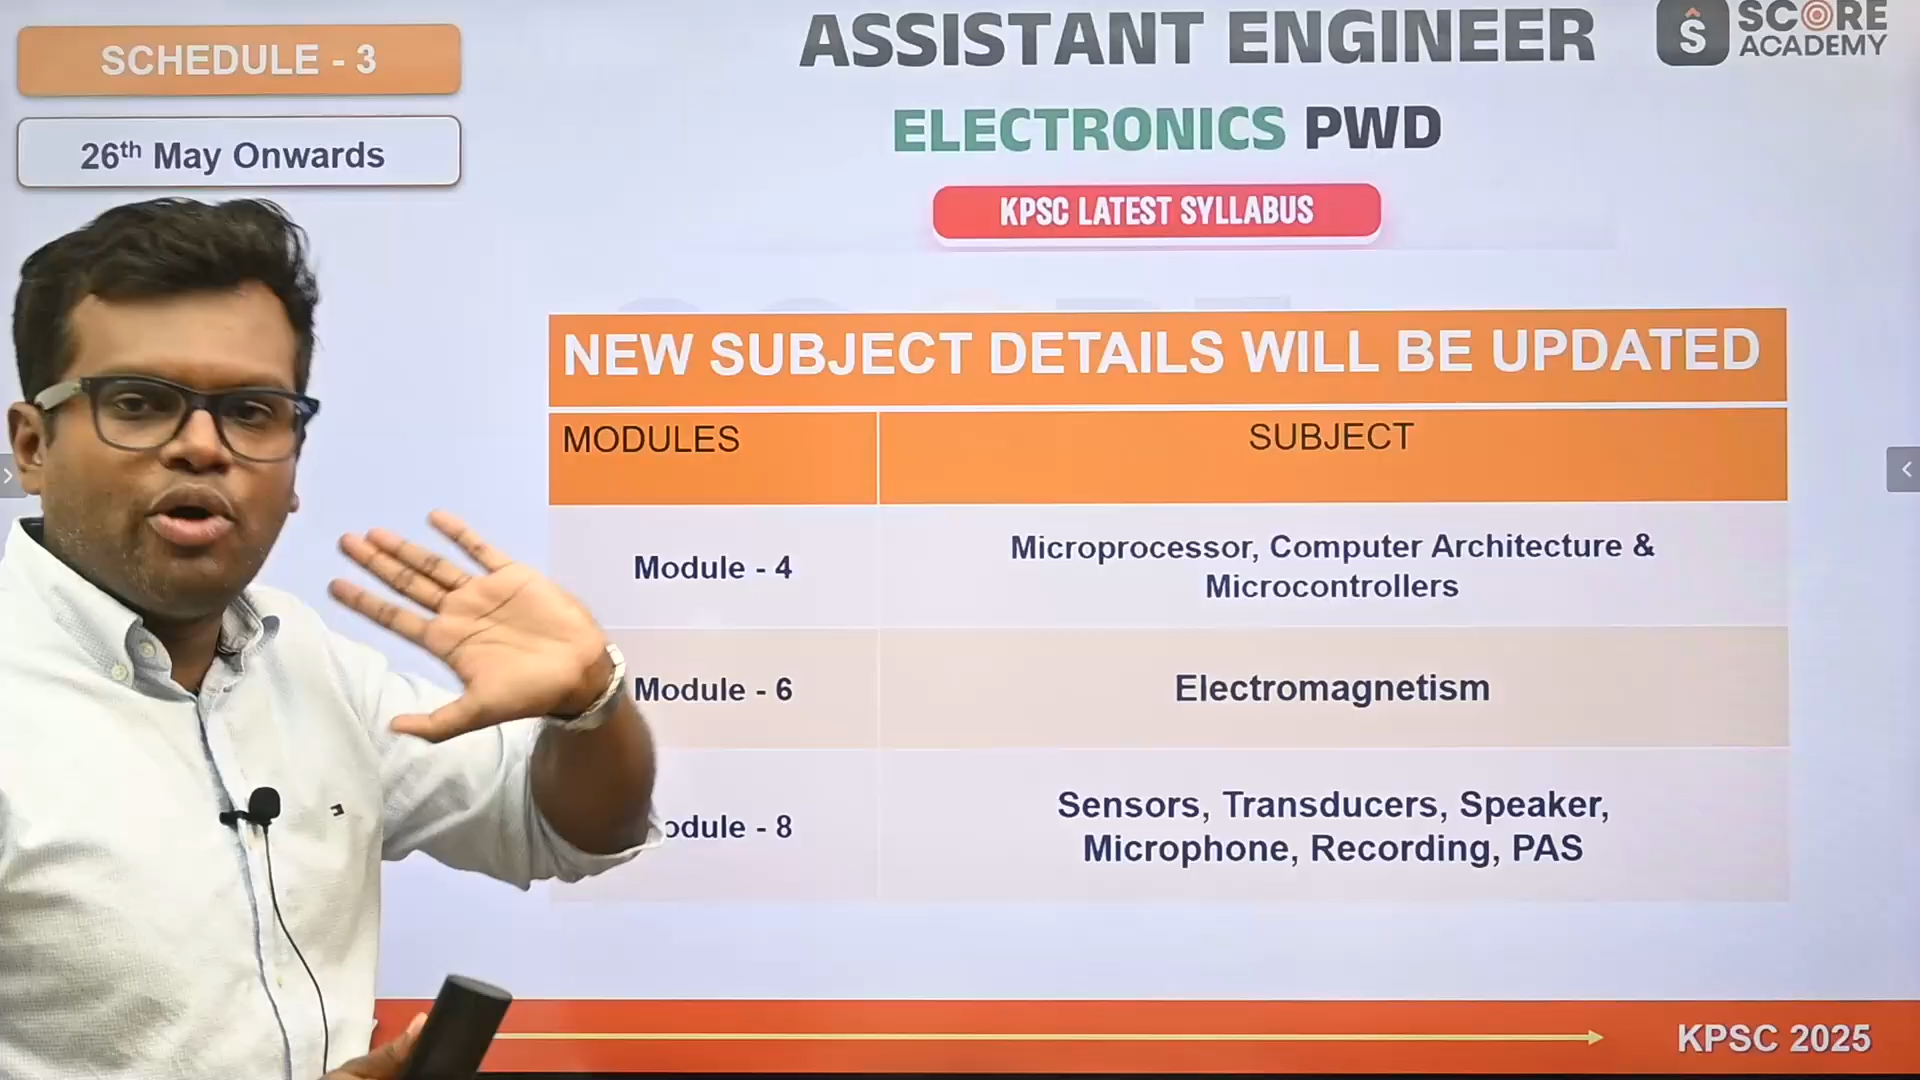 SCHEDULE - 3
26th May Onwards
ASSISTANT ENGINEER
ELECTRONICS PWD
KPSC LATEST SYLLABUS
Ŝ SCORE
ACADEMY
NEW SUBJECT DETAILS WILL BE UPDATED
MODULES SUBJECT
Module - 4 Microprocessor, Computer Architecture &
Microcontrollers
Module - 6 Electromagnetism
odule - 8 Sensors, Transducers, Speaker,
Microphone, Recording, PAS
KPSC 2025